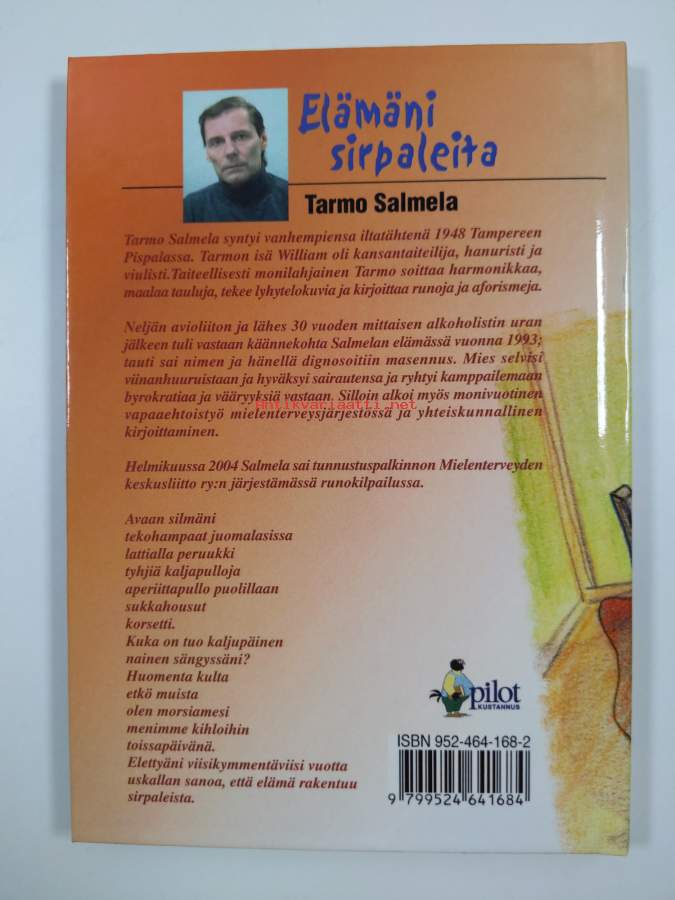 Elämäni
sirpaleita
Tarmo Salmela
Tarmo Salmela syntyi vanhempiensa iltatähtenä 1948 Tampereen
Pispalassa. Tarmon isä William oli kansantaiteilija, hanuristi ja
viulisti.Taiteellisesti monilahjainen Tarmo soittaa harmonikkaa,
maalaa tauluja, tekee lyhytelokuvia ja kirjoittaa runoja ja aforismeja.
Neljän avioliiton ja lähes 30 vuoden mittaisen alkoholistin uran
jälkeen tuli vastaan käännekohta Salmelan elämässä vuonna 1993;
tauti sai nimen ja hänellä dignosoitiin masennus. Mies selvisi
viinanhuuruistaan ja hyväksyi sairautensa ja ryhtyi kamppailemaan
byrokratiaa ja vääryyksiä vastaan. Silloin alkoi myös monivuotinen
Antikvariaatti.net
vapaaehtoistyö mielenterveysjärjestössä ja yhteiskunnallinen
kirjoittaminen.
Helmikuussa 2004 Salmela sai tunnustuspalkinnon Mielenterveyden
keskusliitto ry:n järjestämässä runokilpailussa.
Avaan silmäni
tekohampaat juomalasissa
lattialla peruukki
tyhjiä kaljapulloja
aperiittapullo puolillaan
sukkahousut
korsetti.
Kuka on tuo kaljupäinen
nainen sängyssäni?
Huomenta kulta
etkö muista
olen morsiamesi
menimme kihloihin
toissapäivänä.
Elettyäni viisikymmentäviisi vuotta
uskallan sanoa, että elämä rakentuu
sirpaleista.
pilot
KUSTANNUS
ISBN 952-464-168-2
9 799524 641684